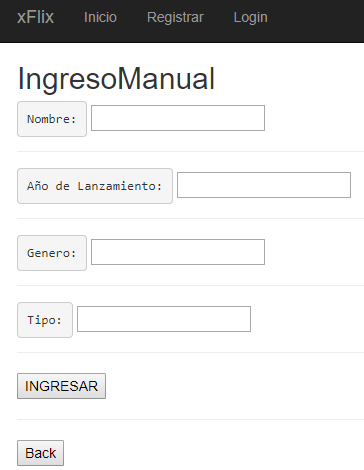 xFlix Inicio Registrar Login
IngresoManual
Nombre:
Año de Lanzamiento:
Genero:
Tipo:
INGRESAR
Back